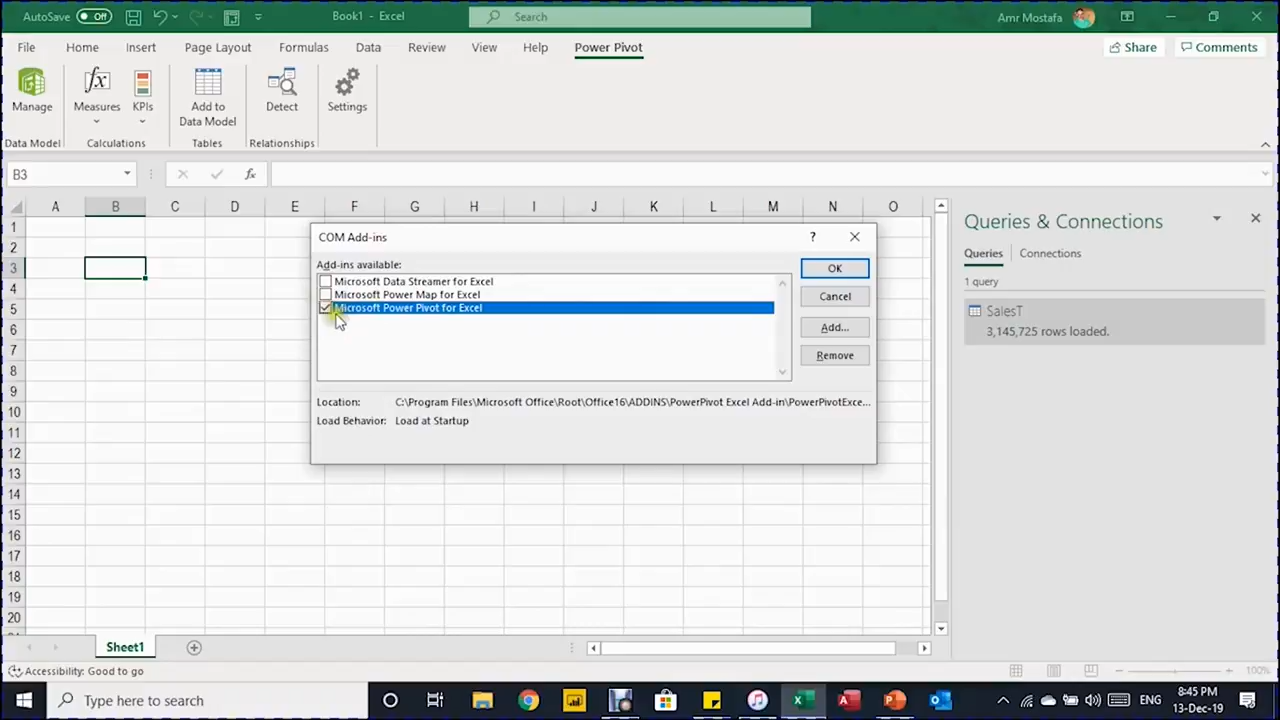 AutoSave Off Book1 - Excel Search Amr Mostafa
File Home Insert Page Layout Formulas Data Review View Help Power Pivot Share Comments
Manage Measures KPIs Add to Data Model Detect Settings
Data Model Calculations Tables Relationships
B3 fx
A B C D E F G H I J K L M N O
Queries & Connections
Queries Connections
1 query
SalesT
3,145,725 rows loaded.
1
2
3
4
5
6
7
8
9
10
11
12
13
14
15
16
17
18
19
20
COM Add-ins ?
Add-ins available:
Microsoft Data Streamer for Excel
Microsoft Power Map for Excel
Microsoft Power Pivot for Excel
OK
Cancel
Add...
Remove
Location: C:\Program Files\Microsoft Office\Root\Office16\ADDINS\PowerPivot Excel Add-in\PowerPivotExce...
Load Behavior: Load at Startup
Sheet1
Accessibility: Good to go 100%
Type here to search ENG 8:45 PM
13-Dec-19